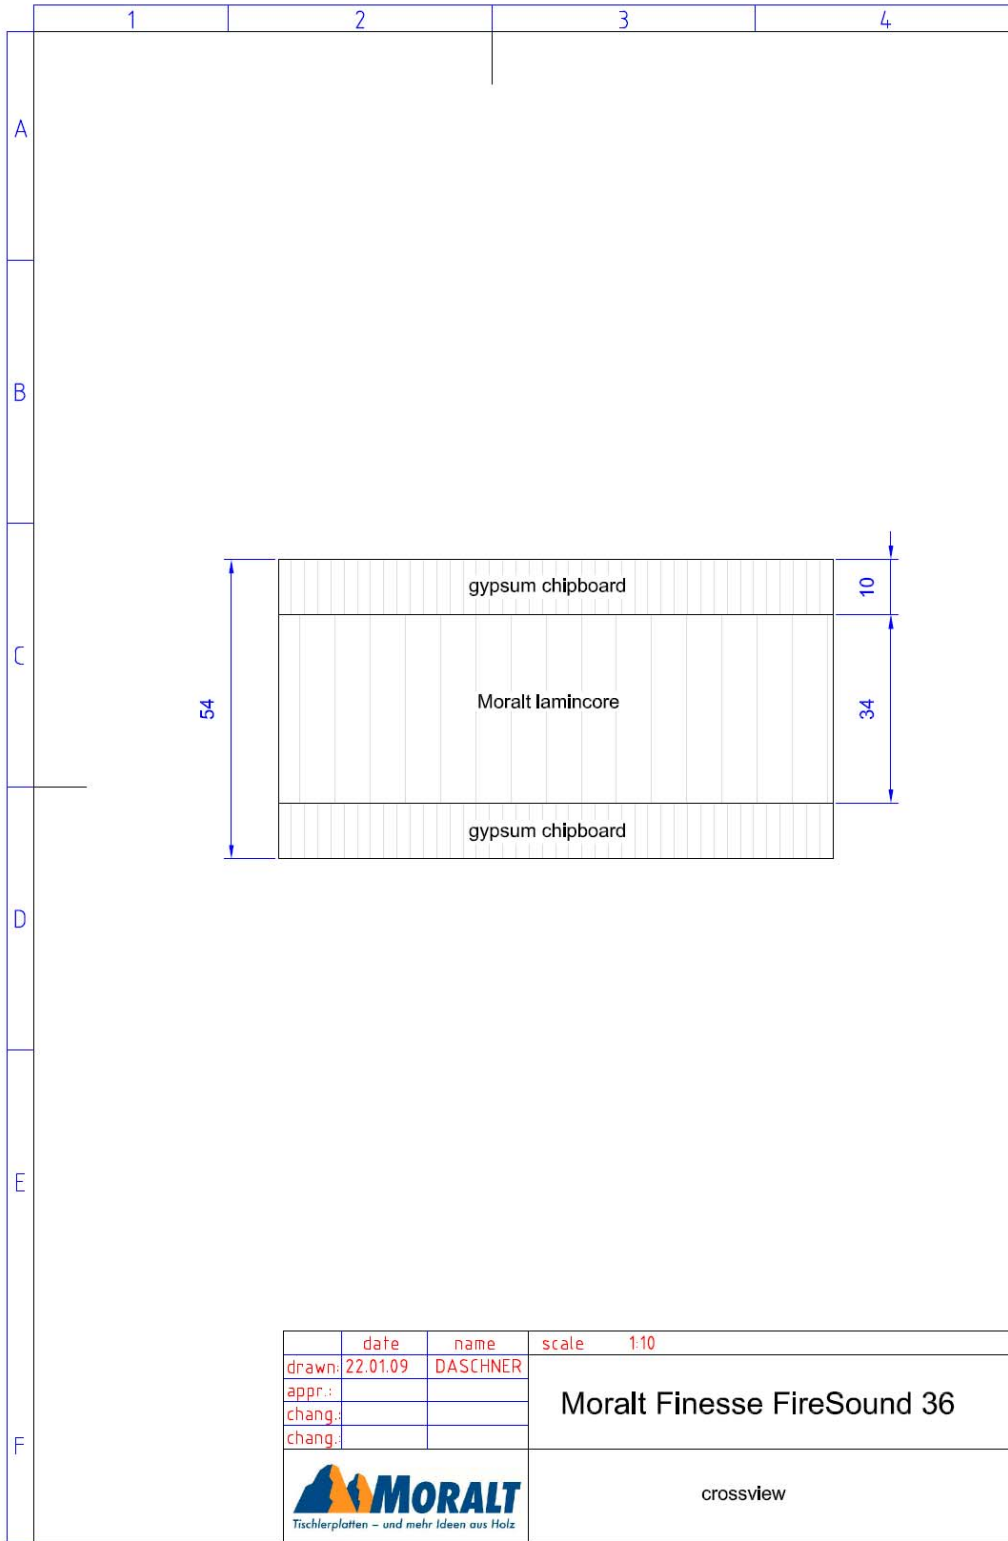 1 2 3 4
A
B
gypsum chipboard
10
C
Moralt lamincore
54
34
gypsum chipboard
D
E
date name scale 1:10
drawn: 22.01.09 DASCHNER
appr.:
Moralt Finesse FireSound 36
chang.:
chang.:
F
MORALT
Tischlerplatten – und mehr Ideen aus Holz
crossview